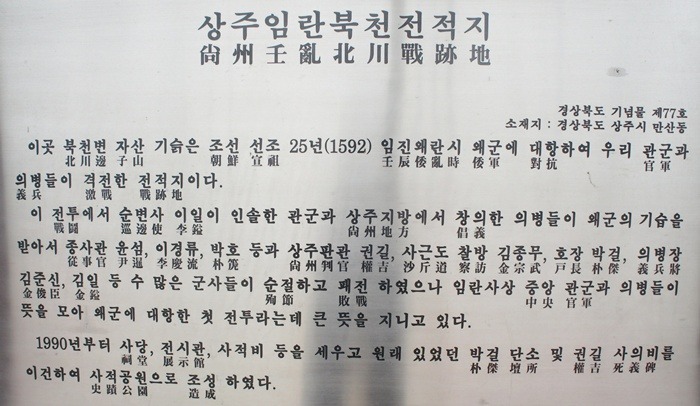 상주임란북천전적지
尙州壬亂北川戰跡地
경상북도 기념물 제77호
소재지 : 경상북도 상주시 만산동
이곳 북천변 자산 기슭은 조선 선조 25년(1592) 임진왜란시 왜군에 대항하여 우리 관군과
北川邊子山 朝鮮 宣祖 壬辰倭亂時 倭軍 對抗 官軍
의병들이 격전한 전적지이다.
義兵 激戰 戰跡地
이 전투에서 순변사 이일이 인솔한 관군과 상주지방에서 창의한 의병들이 왜군의 기습을
戰鬪 巡邊使 李鎰 尙州地方 倡義
받아서 종사관 윤섬, 이경류, 박호 등과 상주판관 권길, 사근도 찰방 김종무, 호장 박걸, 의병장
從事官 尹暹 李慶流 朴箎 尙州判官 權吉 沙斤道 察訪 金宗武 戶長 朴傑 義兵將
김준신, 김일 등 수 많은 군사들이 순절하고 패전 하였으나 임란사상 중앙 관군과 의병들이
金俊臣 金鎰 殉節 敗戰 中央 官軍
뜻을 모아 왜군에 대항한 첫 전투라는데 큰 뜻을 지니고 있다.
1990년부터 사당, 전시관, 사적비 등을 세우고 원래 있었던 박걸 단소 및 권길 사의비를
祠堂 展示館 朴傑壇所 權吉 死義碑
이건하여 사적공원으로 조성 하였다.
史蹟公園 造成